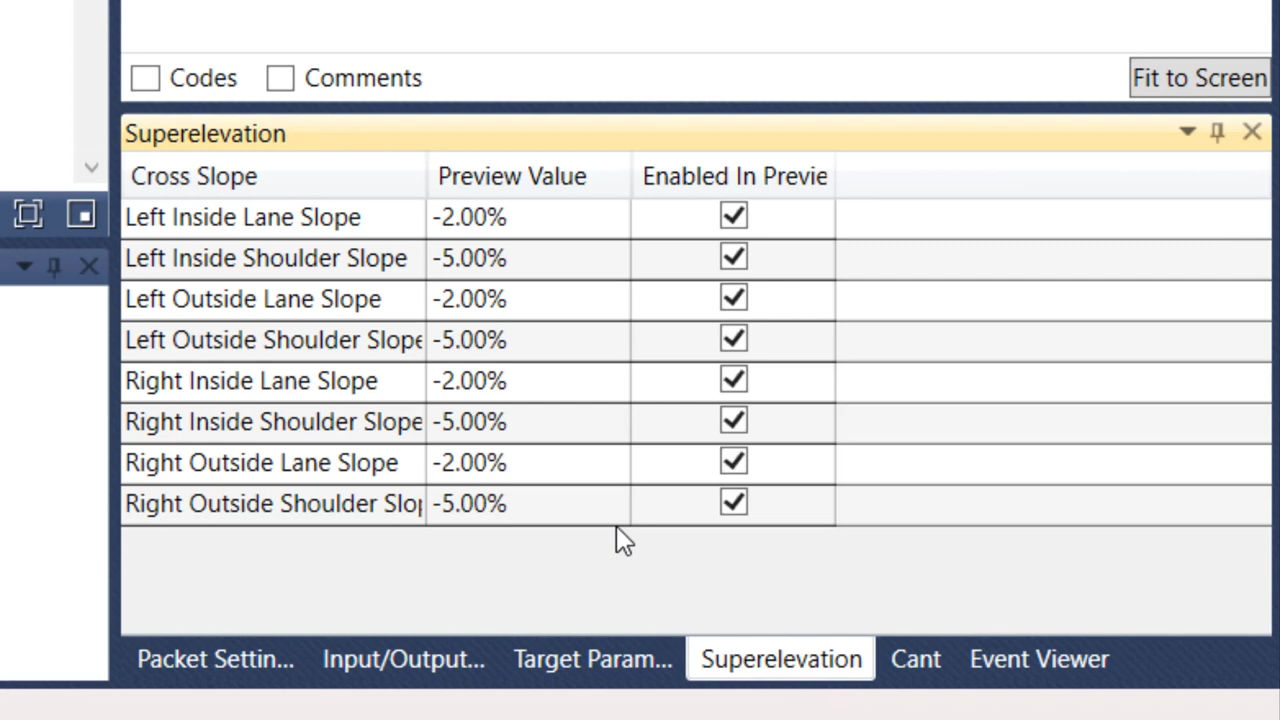 Codes Comments Fit to Screen
Superelevation
Cross Slope Preview Value Enabled In Previe
Left Inside Lane Slope -2.00%
Left Inside Shoulder Slope -5.00%
Left Outside Lane Slope -2.00%
Left Outside Shoulder Slope -5.00%
Right Inside Lane Slope -2.00%
Right Inside Shoulder Slope -5.00%
Right Outside Lane Slope -2.00%
Right Outside Shoulder Slop -5.00%
Packet Settin... Input/Output... Target Param... Superelevation Cant Event Viewer